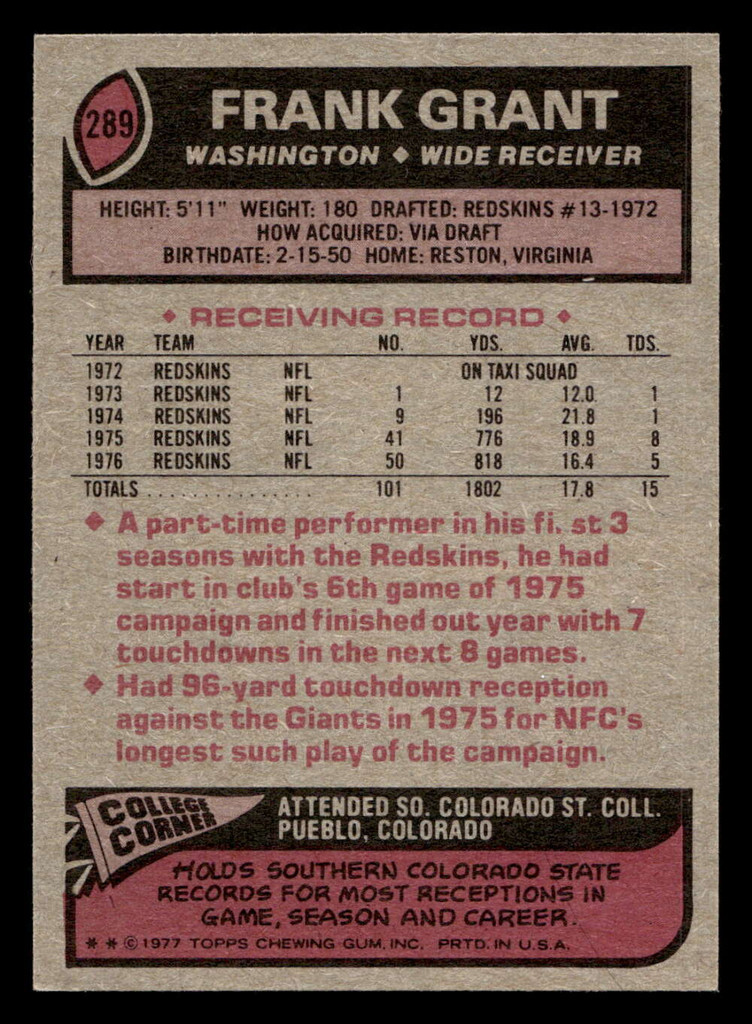 289
FRANK GRANT
WASHINGTON ◆ WIDE RECEIVER
HEIGHT: 5'11" WEIGHT: 180 DRAFTED: REDSKINS #13-1972
HOW ACQUIRED: VIA DRAFT
BIRTHDATE: 2-15-50 HOME: RESTON, VIRGINIA
◆ RECEIVING RECORD ◆
YEAR TEAM NO. YDS. AVG. TDS.
1972 REDSKINS NFL ON TAXI SQUAD
1973 REDSKINS NFL 1 12 12.0 1
1974 REDSKINS NFL 9 196 21.8 1
1975 REDSKINS NFL 41 776 18.9 8
1976 REDSKINS NFL 50 818 16.4 5
TOTALS ................ 101 1802 17.8 15
◆ A part-time performer in his fi. st 3
seasons with the Redskins, he had
start in club's 6th game of 1975
campaign and finished out year with 7
touchdowns in the next 8 games.
◆ Had 96-yard touchdown reception
against the Giants in 1975 for NFC's
longest such play of the campaign.
COLLEGE
CORNER
ATTENDED SO. COLORADO ST. COLL.
PUEBLO, COLORADO
HOLDS SOUTHERN COLORADO STATE
RECORDS FOR MOST RECEPTIONS IN
GAME, SEASON AND CAREER.
* * © 1977 TOPPS CHEWING GUM, INC. PRTD. IN U.S.A.